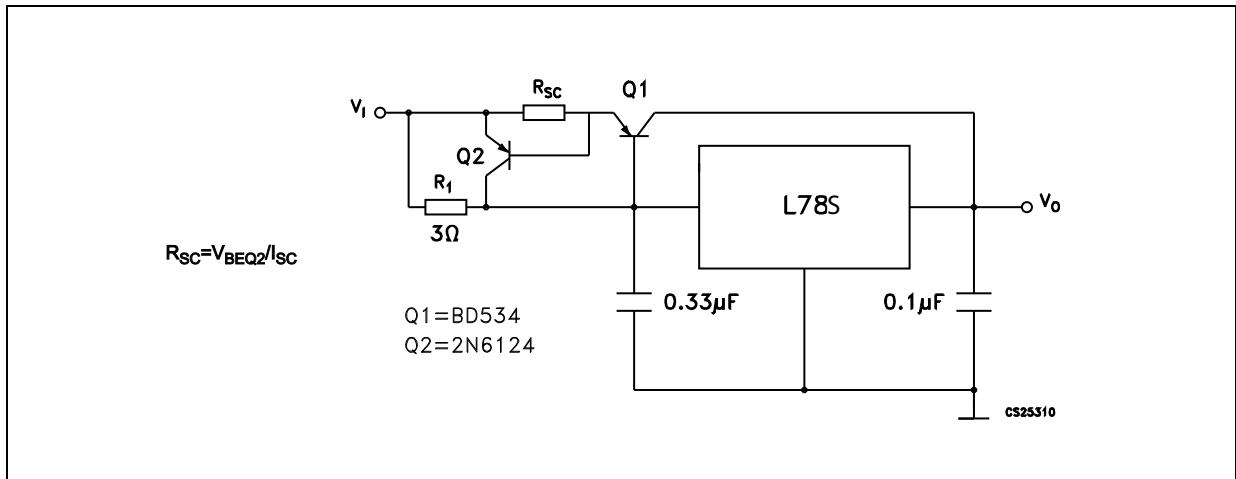 R_SC
Q1
V_I
Q2
R_1
3Ω
L78S
V_O
R_SC=V_BEQ2/I_SC
0.33µF
0.1µF
Q1=BD534
Q2=2N6124
CS25310